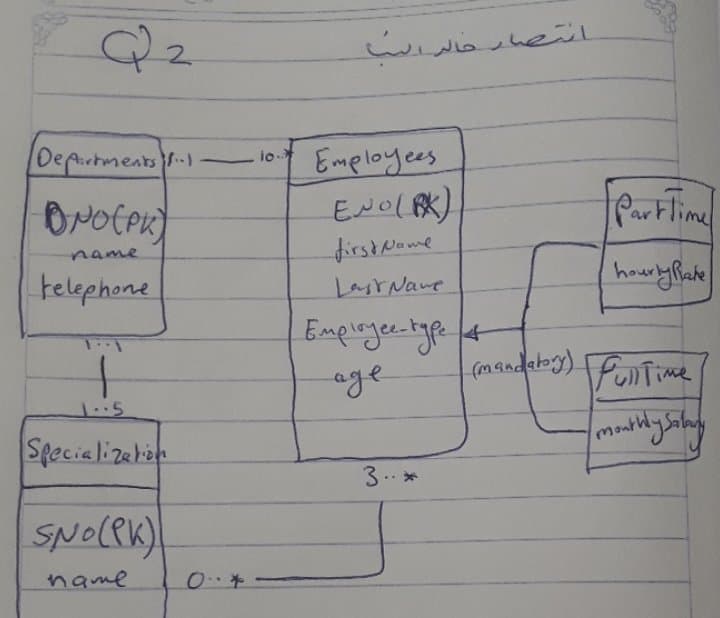 Q2
انتصار خالد
Departments
1..1
10..*
Employees
DNO(PK)
name
telephone
ENO(PK)
firstName
LastName
Employee-type
age
PartTime
hourlyRate
(mandatory)
FullTime
monthlySalary
1..1
1..5
Specialization
SNO(PK)
name
3..*
0..*